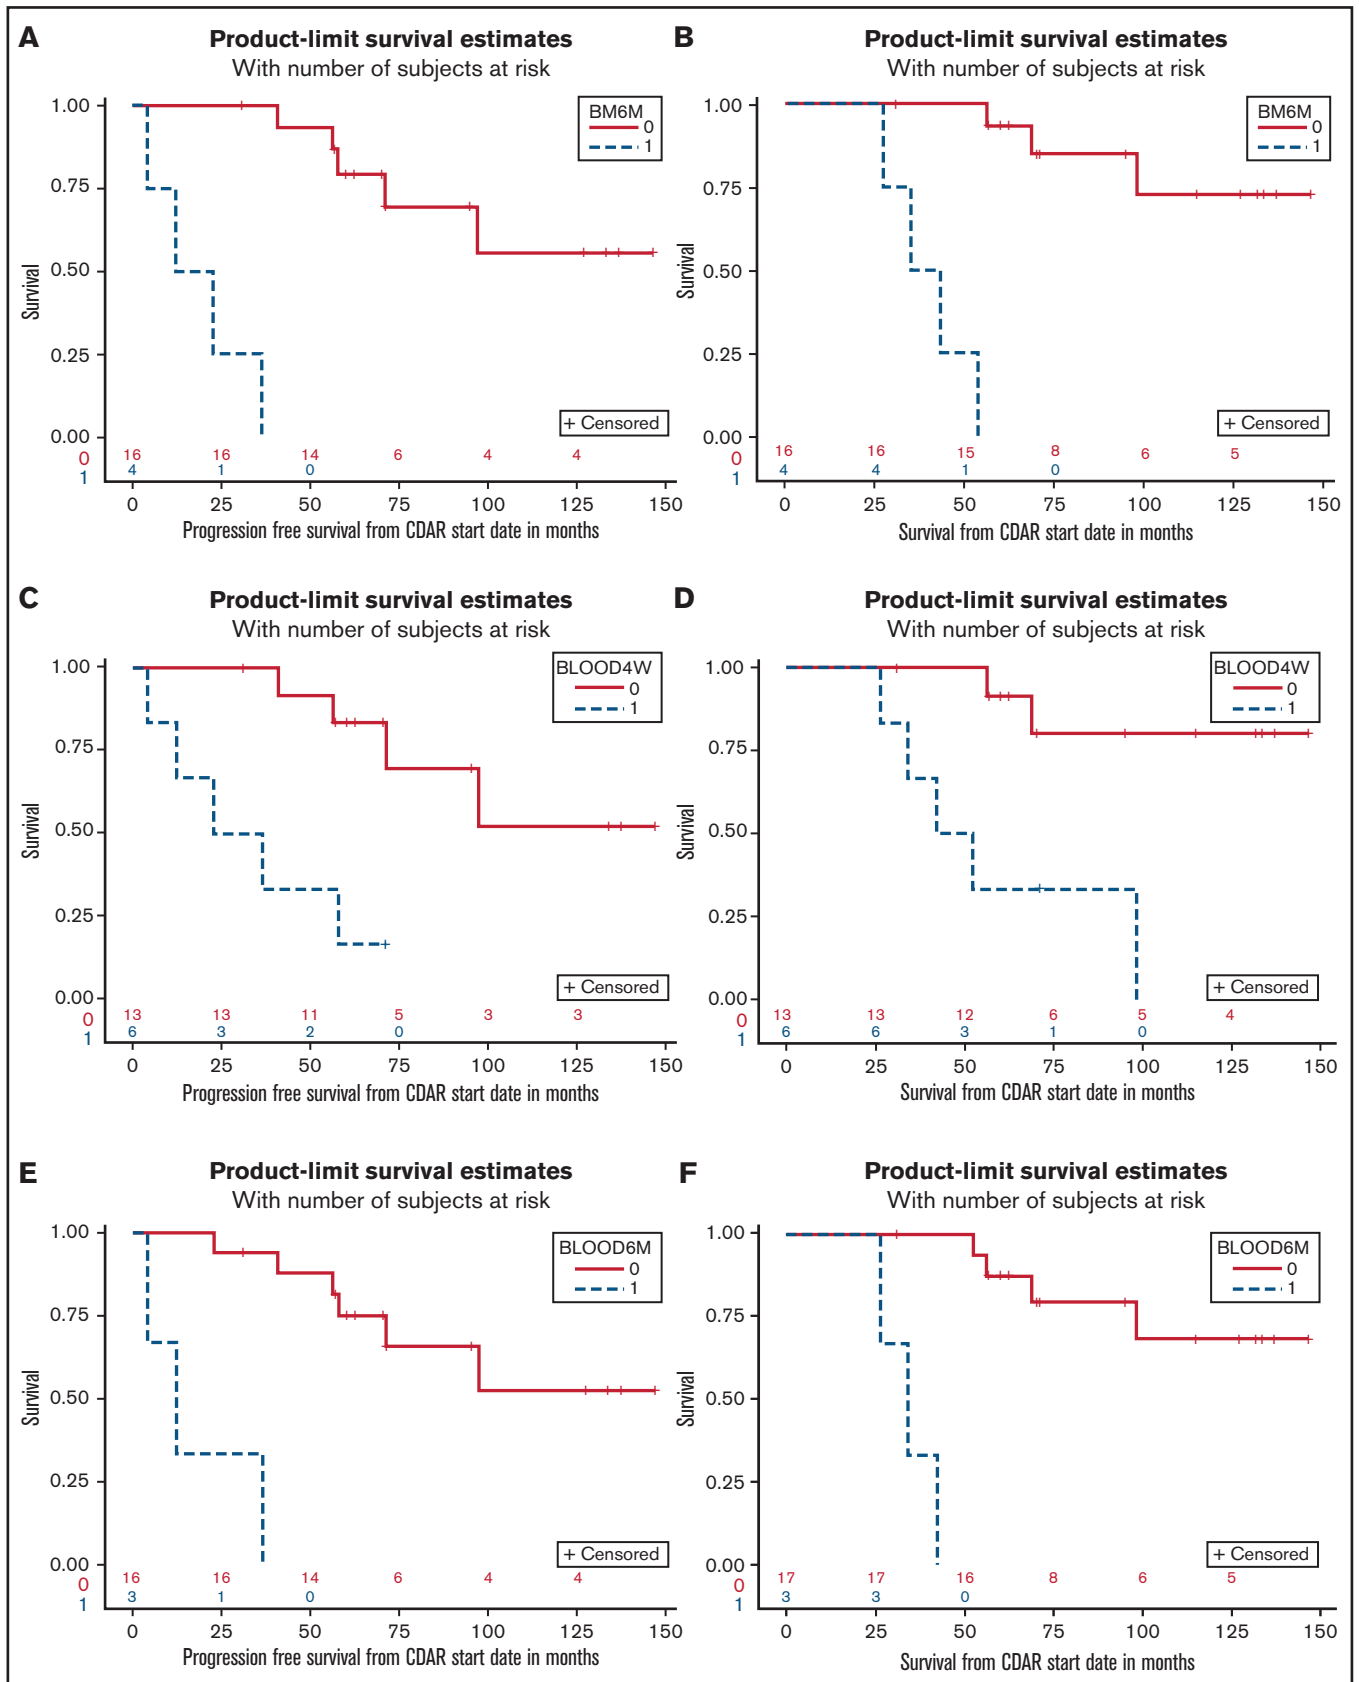 A
Product-limit survival estimates
With number of subjects at risk
BM6M
0
1
1.00
0.75
0.50
0.25
0.00
Survival
+ Censored
0 16 16 14 6 4 4
1 4 1 0
0 25 50 75 100 125 150
Progression free survival from CDAR start date in months
B
Product-limit survival estimates
With number of subjects at risk
BM6M
0
1
1.00
0.75
0.50
0.25
0.00
Survival
+ Censored
0 16 16 15 8 6 5
1 4 4 1 0
0 25 50 75 100 125 150
Survival from CDAR start date in months
C
Product-limit survival estimates
With number of subjects at risk
BLOOD4W
0
1
1.00
0.75
0.50
0.25
0.00
Survival
+ Censored
0 13 13 11 5 3 3
1 6 3 2 0
0 25 50 75 100 125 150
Progression free survival from CDAR start date in months
D
Product-limit survival estimates
With number of subjects at risk
BLOOD4W
0
1
1.00
0.75
0.50
0.25
0.00
Survival
+ Censored
0 13 13 12 6 5 4
1 6 6 3 1 0
0 25 50 75 100 125 150
Survival from CDAR start date in months
E
Product-limit survival estimates
With number of subjects at risk
BLOOD6M
0
1
1.00
0.75
0.50
0.25
0.00
Survival
+ Censored
0 16 16 14 6 4 4
1 3 1 0
0 25 50 75 100 125 150
Progression free survival from CDAR start date in months
F
Product-limit survival estimates
With number of subjects at risk
BLOOD6M
0
1
1.00
0.75
0.50
0.25
0.00
Survival
+ Censored
0 17 17 16 8 6 5
1 3 3 0
0 25 50 75 100 125 150
Survival from CDAR start date in months